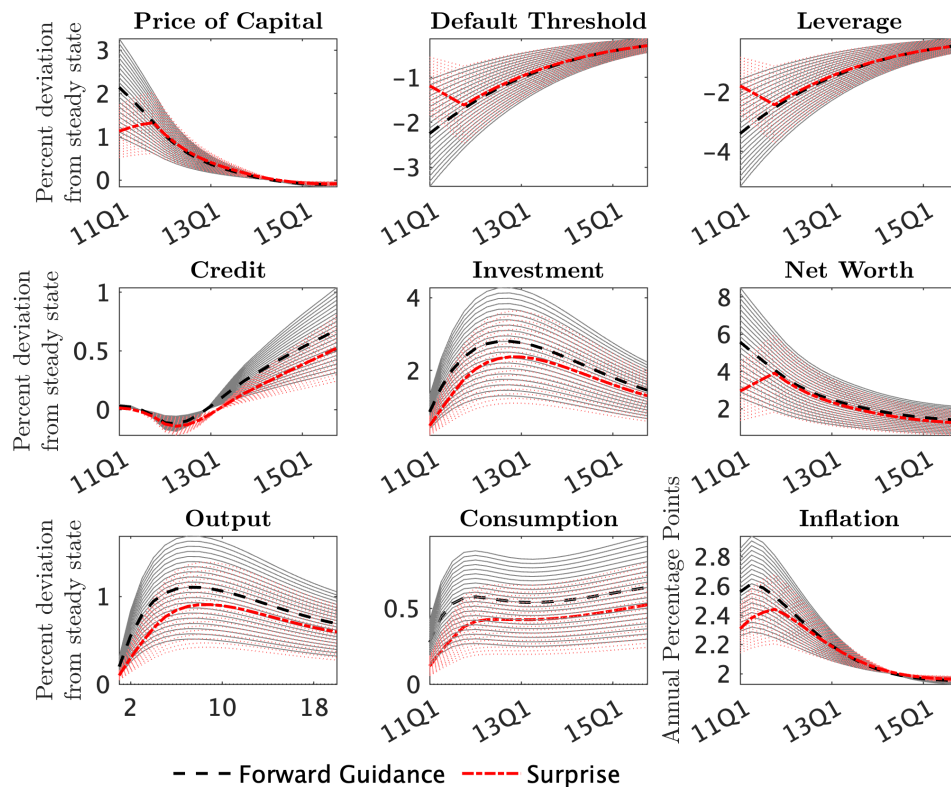 Price of Capital
Default Threshold
Leverage
Percent deviation
from steady state
3
2
1
0
11Q1
13Q1
15Q1
-1
-2
-3
11Q1
13Q1
15Q1
-2
-4
11Q1
13Q1
15Q1
Credit
Investment
Net Worth
Percent deviation
from steady state
1
0.5
0
11Q1
13Q1
15Q1
4
2
11Q1
13Q1
15Q1
8
6
4
2
11Q1
13Q1
15Q1
Output
Consumption
Inflation
Percent deviation
from steady state
1
0
2
10
18
0.5
0
11Q1
13Q1
15Q1
Annual Percentage Points
2.8
2.6
2.4
2.2
2
11Q1
13Q1
15Q1
Forward Guidance
Surprise